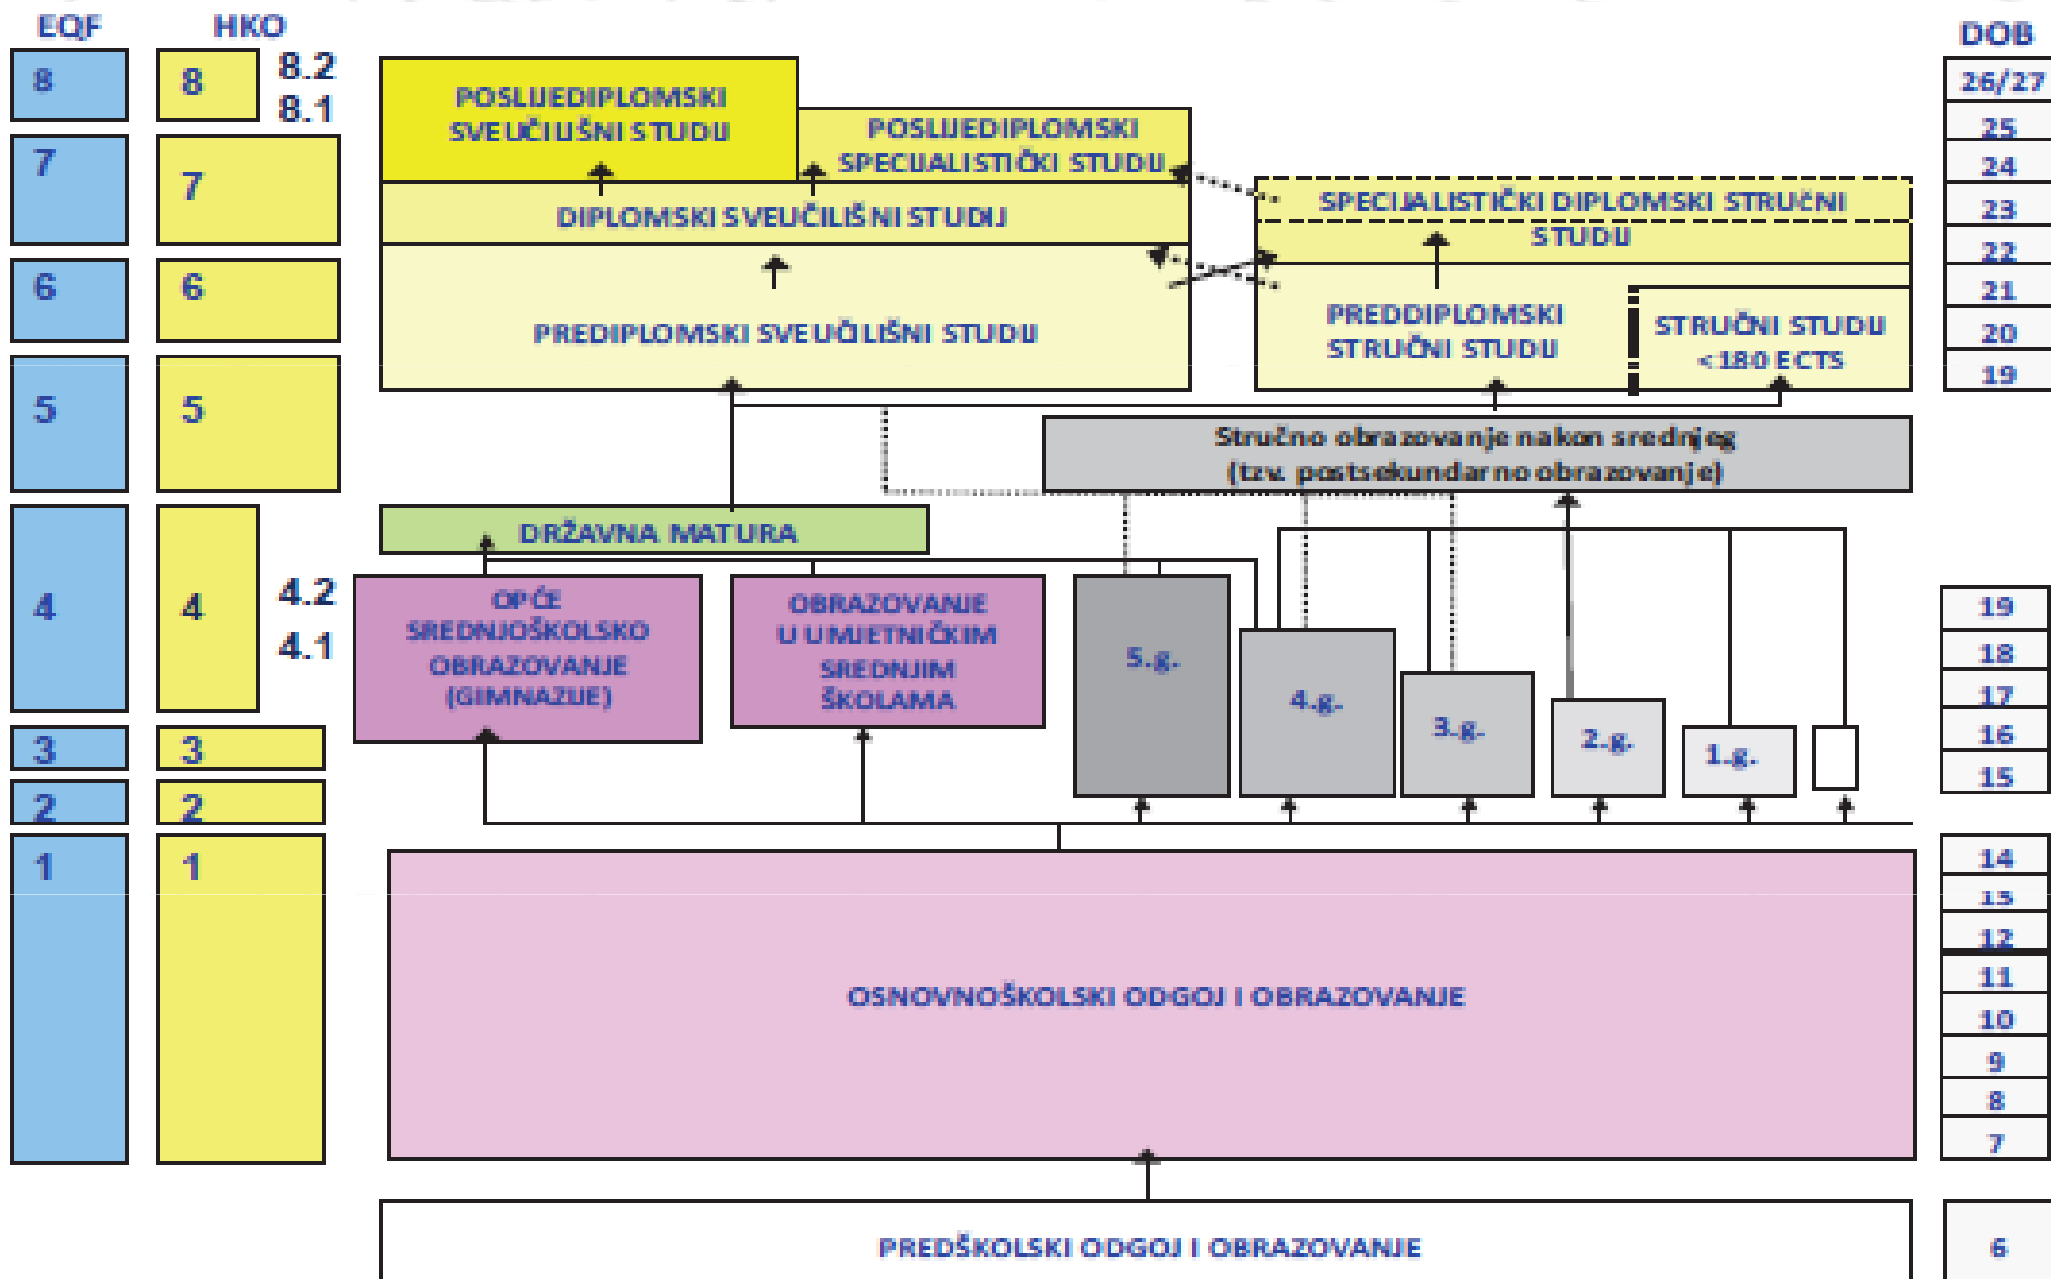 EQF
HKO
DOB
8
8
8.2
8.1
7
7
6
6
5
5
4
4
4.2
4.1
3
3
2
2
1
1
POSLIJEDIPLOMSKI
SVEUČILIŠNI STUDIJ
POSLIJEDIPLOMSKI
SPECIJALISTIČKI STUDIJ
DIPLOMSKI SVEUČILIŠNI STUDIJ
SPECIJALISTIČKI DIPLOMSKI STRUČNI
STUDIJ
PREDIPLOMSKI SVEUČILIŠNI STUDIJ
PREDDIPLOMSKI
STRUČNI STUDIJ
STRUČNI STUDIJ
<180 ECTS
Stručno obrazovanje nakon srednjeg
(tzv. postsekundarno obrazovanje)
DRŽAVNA MATURA
OPĆE
SREDNJOŠKOLSKO
OBRAZOVANJE
(GIMNAZIJE)
OBRAZOVANJE
U UMJETNIČKIM
SREDNJIM
ŠKOLAMA
5.g.
4.g.
3.g.
2.g.
1.g.
OSNOVNOŠKOLSKI ODGOJ I OBRAZOVANJE
PREDŠKOLSKI ODGOJ I OBRAZOVANJE
26/27
25
24
23
22
21
20
19
19
18
17
16
15
14
13
12
11
10
9
8
7
6